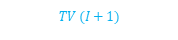 TV (I + 1)